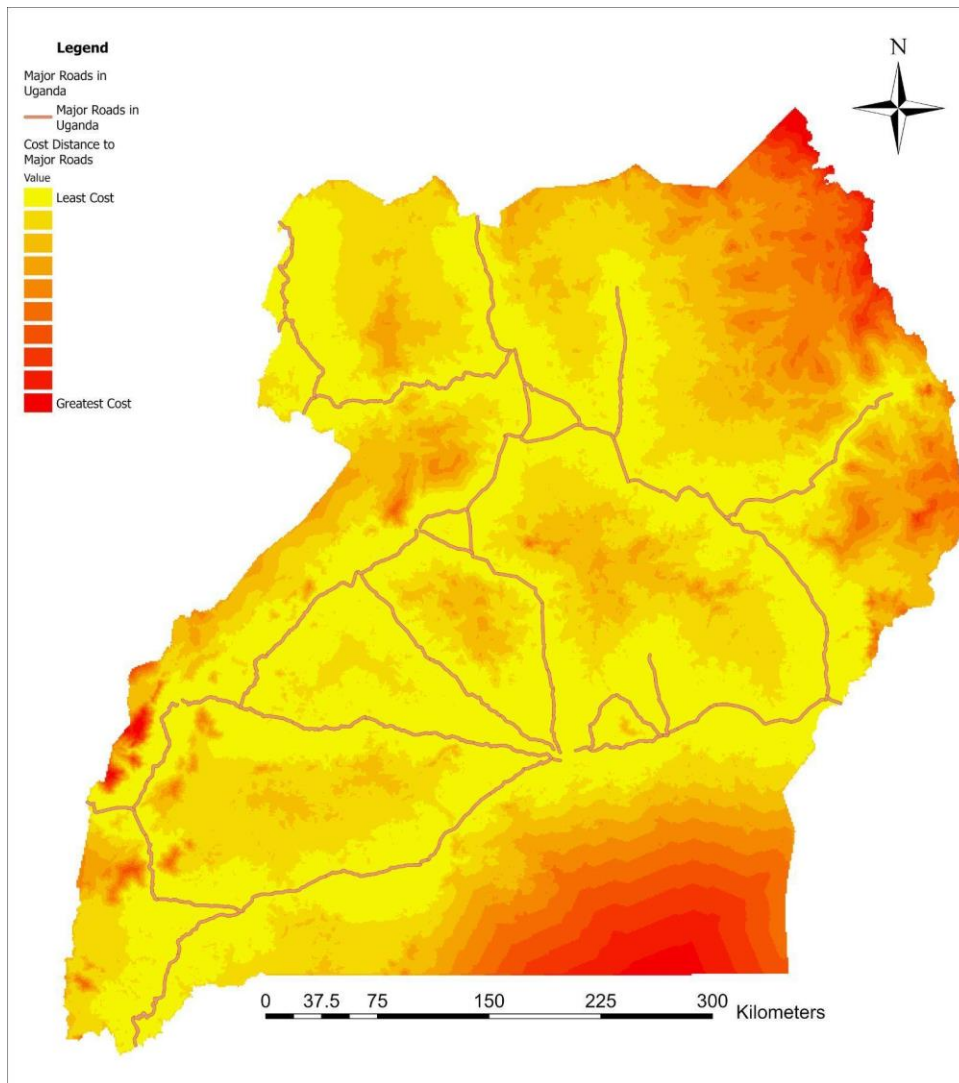 Legend
Major Roads in
Uganda
Major Roads in
Uganda
Cost Distance to
Major Roads
Value
Least Cost
Greatest Cost
N
0 37.5 75 150 225 300
Kilometers